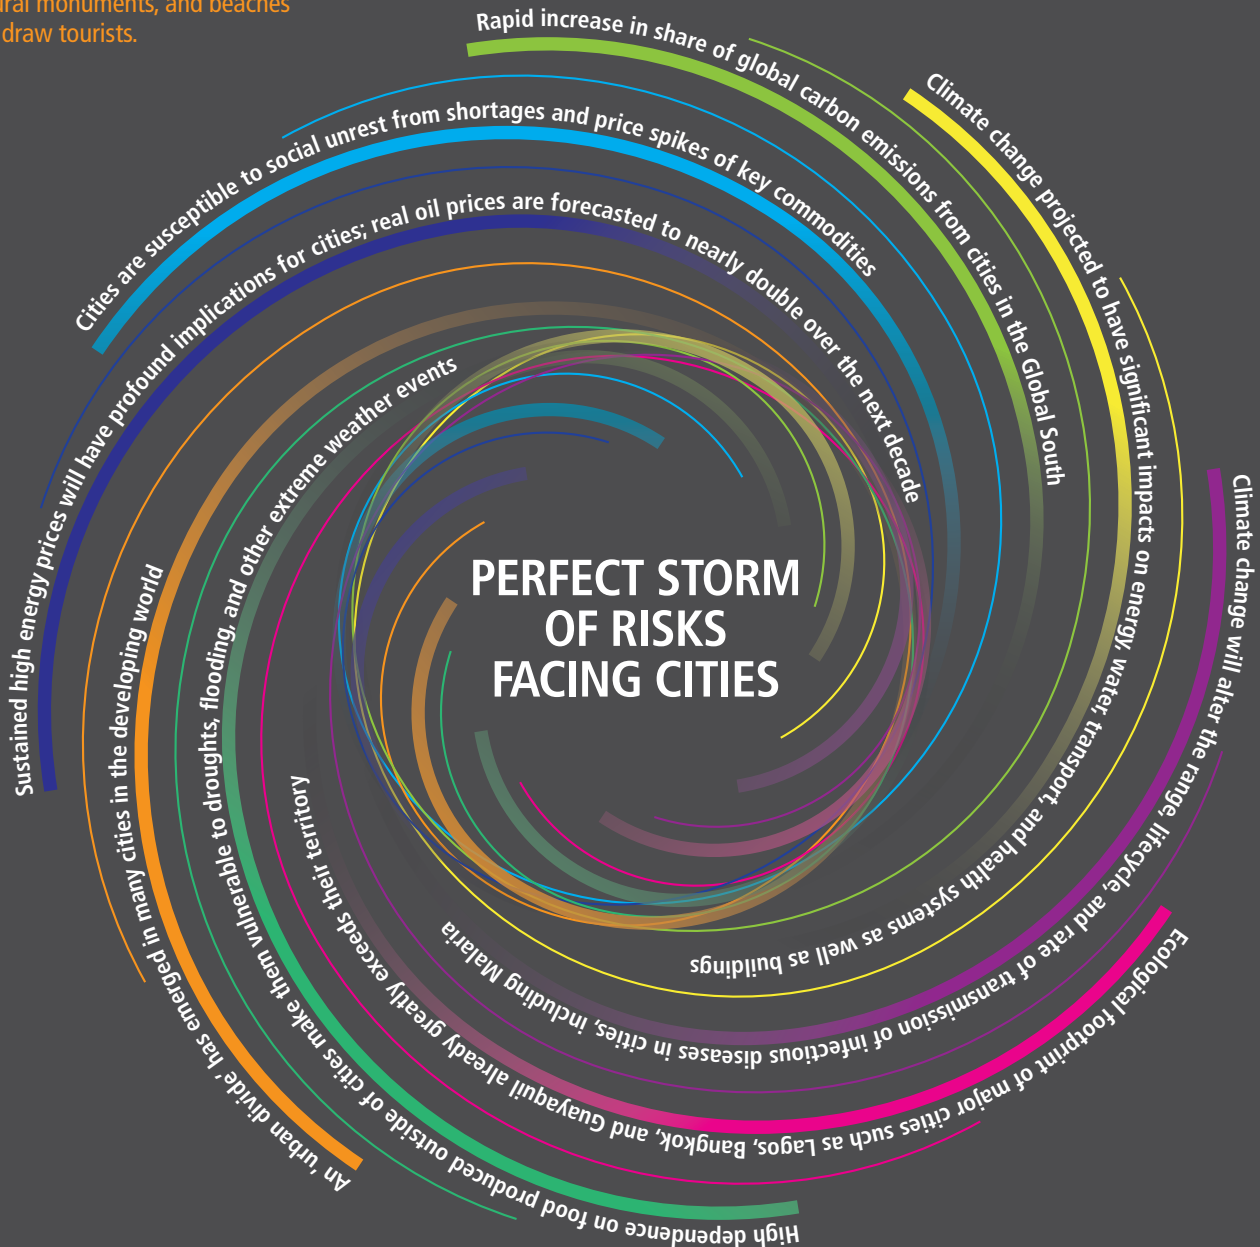 ral monuments, and beaches
draw tourists.
Rapid increase in share of global carbon emissions from cities in the Global South
Climate change projected to have significant impacts on energy, water, transport, and health systems as well as buildings
Climate change will alter the range, lifecycle, and rate of transmission of infectious diseases in cities, including Malaria
Ecological footprint of major cities such as Lagos, Bangkok, and Guayaquil already greatly exceeds their territory
High dependence on food produced outside of cities make them vulnerable to droughts, flooding, and other extreme weather events
An ‘urban divide’ has emerged in many cities in the developing world
Sustained high energy prices will have profound implications for cities; real oil prices are forecasted to nearly double over the next decade
Cities are susceptible to social unrest from shortages and price spikes of key commodities
PERFECT STORM
OF RISKS
FACING CITIES